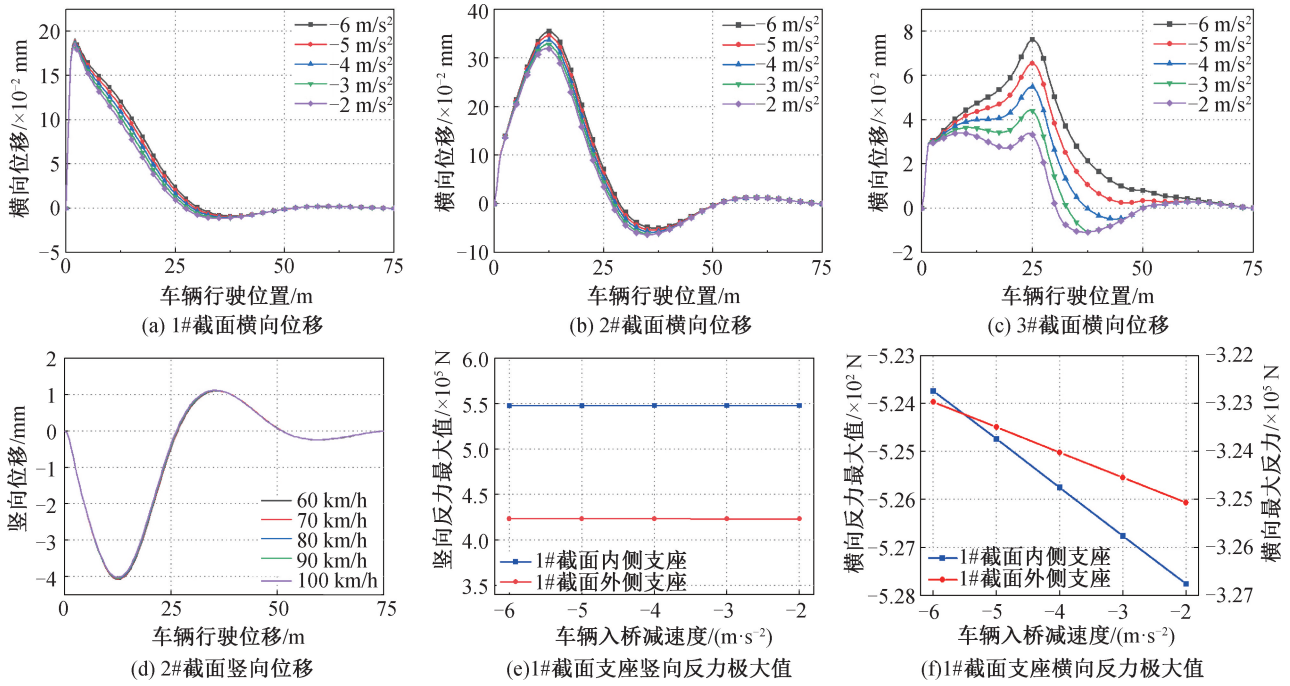 20
15
10
5
0
−5
横向位移/×10⁻² mm
−6 m/s²
−5 m/s²
−4 m/s²
−3 m/s²
−2 m/s²
0 25 50 75
车辆行驶位置/m
(a) 1#截面横向位移
40
30
20
10
0
−10
横向位移/×10⁻² mm
−6 m/s²
−5 m/s²
−4 m/s²
−3 m/s²
−2 m/s²
0 25 50 75
车辆行驶位置/m
(b) 2#截面横向位移
8
6
4
2
0
−2
横向位移/×10⁻² mm
−6 m/s²
−5 m/s²
−4 m/s²
−3 m/s²
−2 m/s²
0 25 50 75
车辆行驶位置/m
(c) 3#截面横向位移
2
1
0
−1
−2
−3
−4
竖向位移/mm
60 km/h
70 km/h
80 km/h
90 km/h
100 km/h
0 25 50 75
车辆行驶位移/m
(d) 2#截面竖向位移
6.0
5.5
5.0
4.5
4.0
3.5
竖向反力最大值/×10⁵ N
1#截面内侧支座
1#截面外侧支座
−6 −5 −4 −3 −2
车辆入桥减速度/(m·s⁻²)
(e)1#截面支座竖向反力极大值
−5.23
−5.24
−5.25
−5.26
−5.27
−5.28
横向反力最大值/×10² N
1#截面内侧支座
1#截面外侧支座
−3.22
−3.23
−3.24
−3.25
−3.26
−3.27
横向最大反力/×10⁵ N
−6 −5 −4 −3 −2
车辆入桥减速度/(m·s⁻²)
(f)1#截面支座横向反力极大值